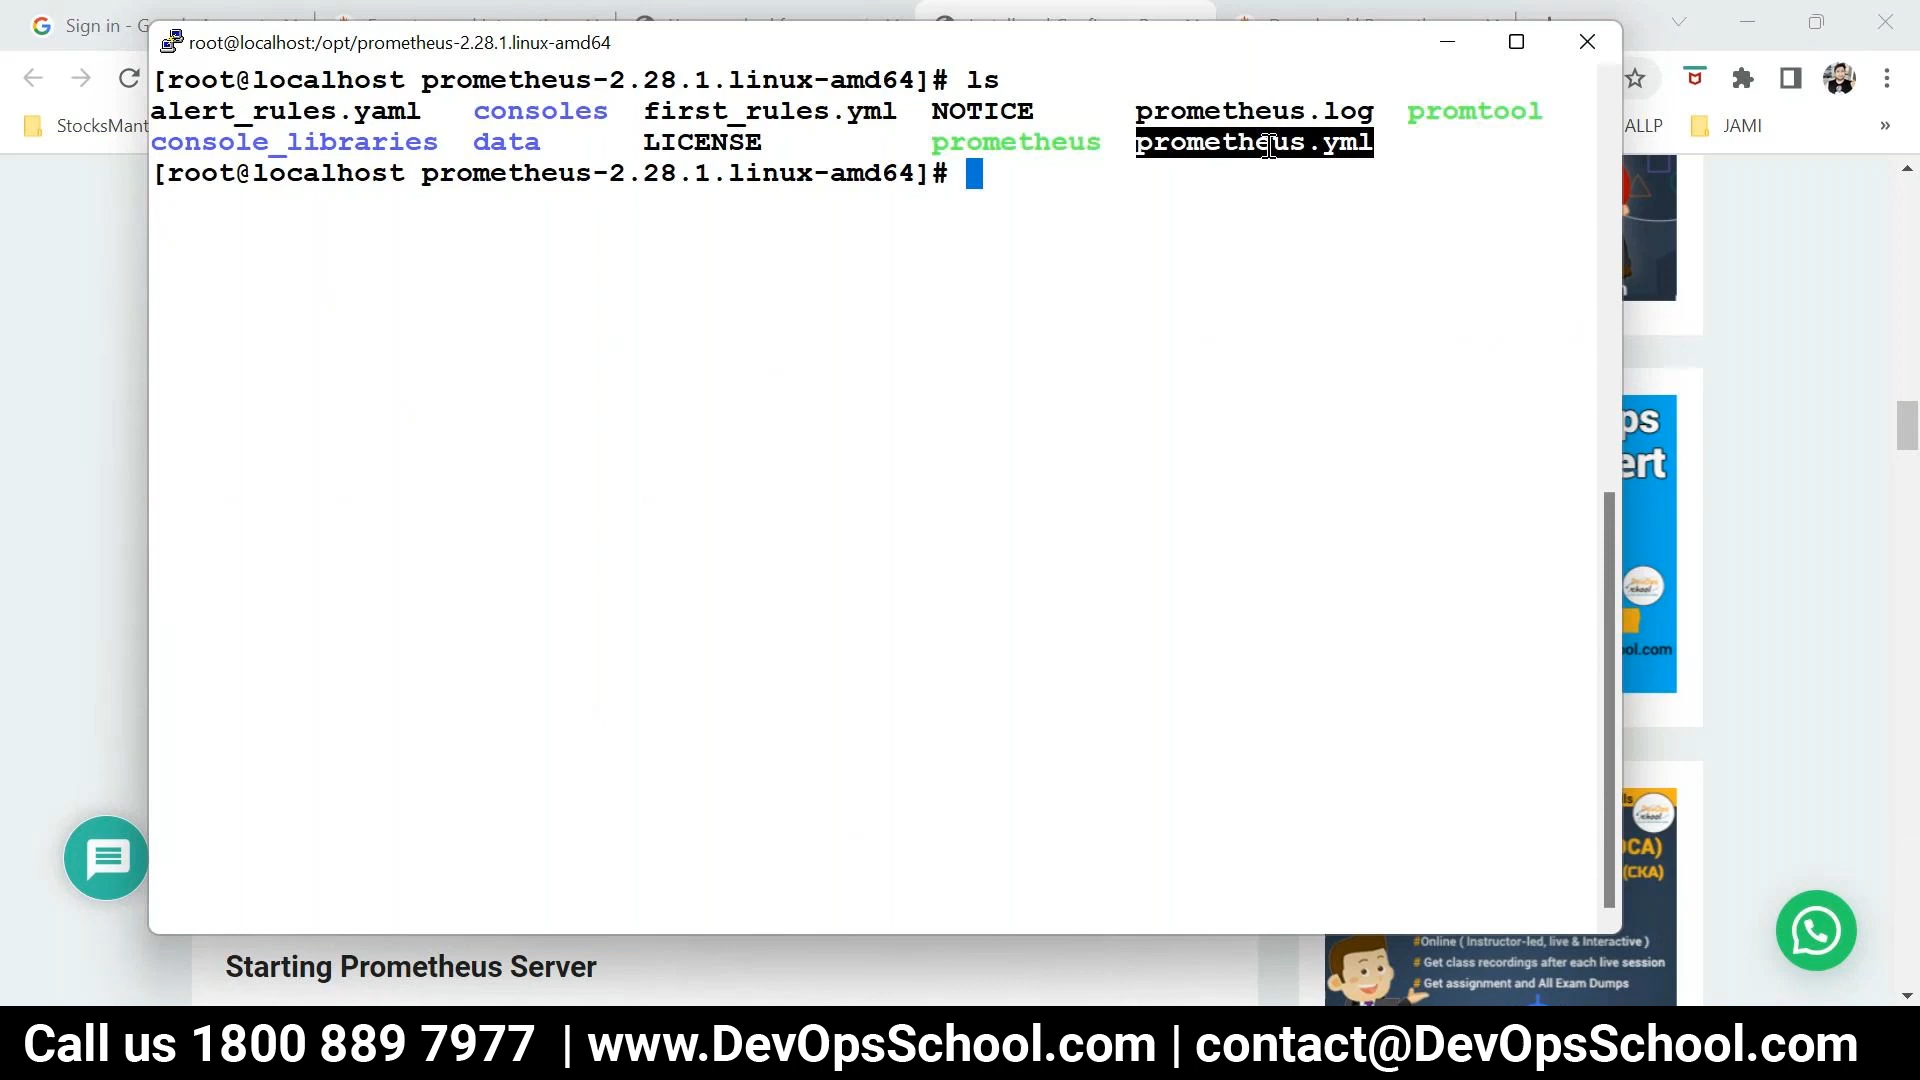 Sign in - G
root@localhost:/opt/prometheus-2.28.1.linux-amd64
[root@localhost prometheus-2.28.1.linux-amd64]# ls
alert_rules.yaml consoles first_rules.yml NOTICE prometheus.log promtool
console_libraries data LICENSE prometheus prometheus.yml
[root@localhost prometheus-2.28.1.linux-amd64]#
StocksMant
ALLP
JAMI
»
ps
ert
ool.com
DCA)
(CKA)
#Online ( Instructor-led, live & Interactive )
# Get class recordings after each live session
# Get assignment and All Exam Dumps
Starting Prometheus Server
Call us 1800 889 7977 | www.DevOpsSchool.com | contact@DevOpsSchool.com